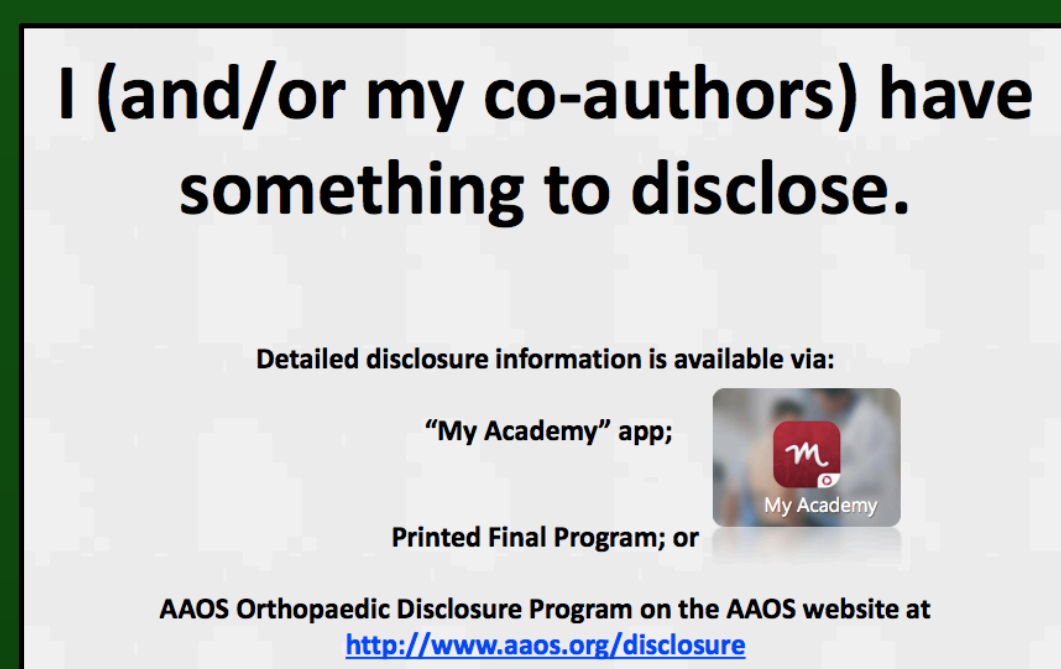 I (and/or my co-authors) have
something to disclose.
Detailed disclosure information is available via:
“My Academy” app;
m
My Academy
Printed Final Program; or
AAOS Orthopaedic Disclosure Program on the AAOS website at
http://www.aaos.org/disclosure